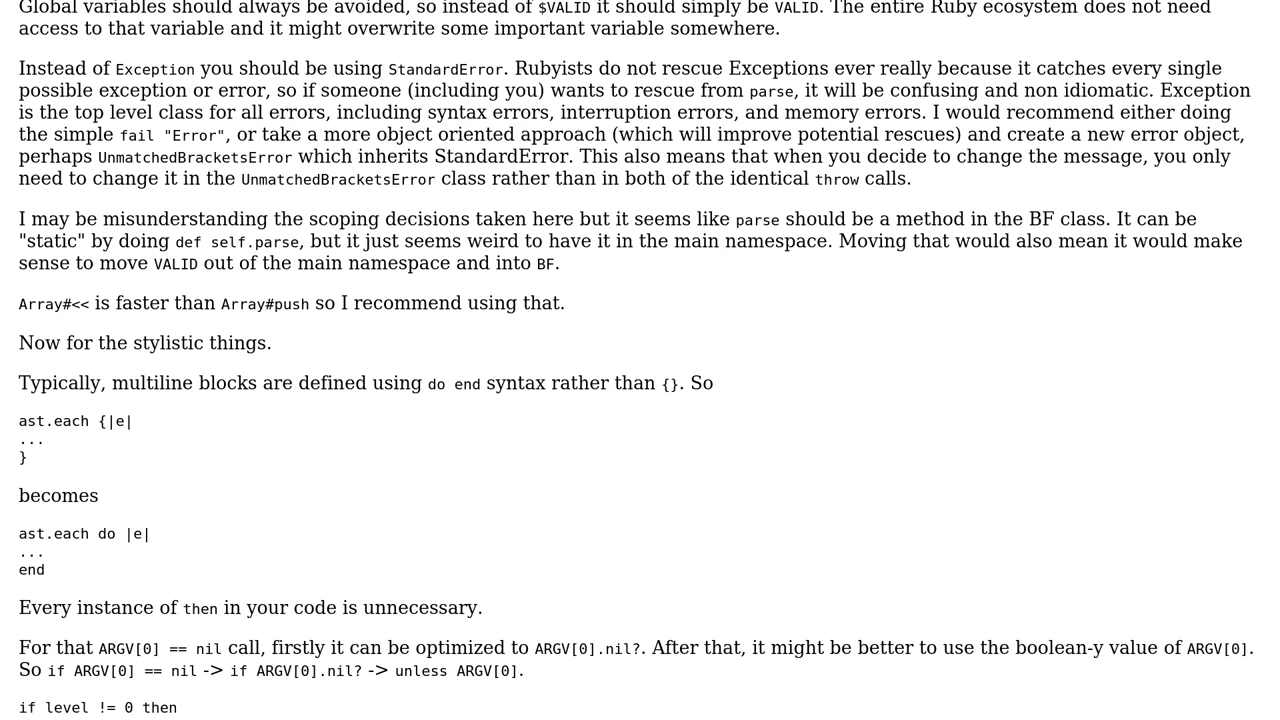 Global variables should always be avoided, so instead of $VALID it should simply be VALID. The entire Ruby ecosystem does not need
access to that variable and it might overwrite some important variable somewhere.
Instead of Exception you should be using StandardError. Rubyists do not rescue Exceptions ever really because it catches every single
possible exception or error, so if someone (including you) wants to rescue from parse, it will be confusing and non idiomatic. Exception
is the top level class for all errors, including syntax errors, interruption errors, and memory errors. I would recommend either doing
the simple fail "Error", or take a more object oriented approach (which will improve potential rescues) and create a new error object,
perhaps UnmatchedBracketsError which inherits StandardError. This also means that when you decide to change the message, you only
need to change it in the UnmatchedBracketsError class rather than in both of the identical throw calls.
I may be misunderstanding the scoping decisions taken here but it seems like parse should be a method in the BF class. It can be
"static" by doing def self.parse, but it just seems weird to have it in the main namespace. Moving that would also mean it would make
sense to move VALID out of the main namespace and into BF.
Array#<< is faster than Array#push so I recommend using that.
Now for the stylistic things.
Typically, multiline blocks are defined using do end syntax rather than {}. So
ast.each {|e|
...
}
becomes
ast.each do |e|
...
end
Every instance of then in your code is unnecessary.
For that ARGV[0] == nil call, firstly it can be optimized to ARGV[0].nil?. After that, it might be better to use the boolean-y value of ARGV[0].
So if ARGV[0] == nil -> if ARGV[0].nil? -> unless ARGV[0].
if level != 0 then